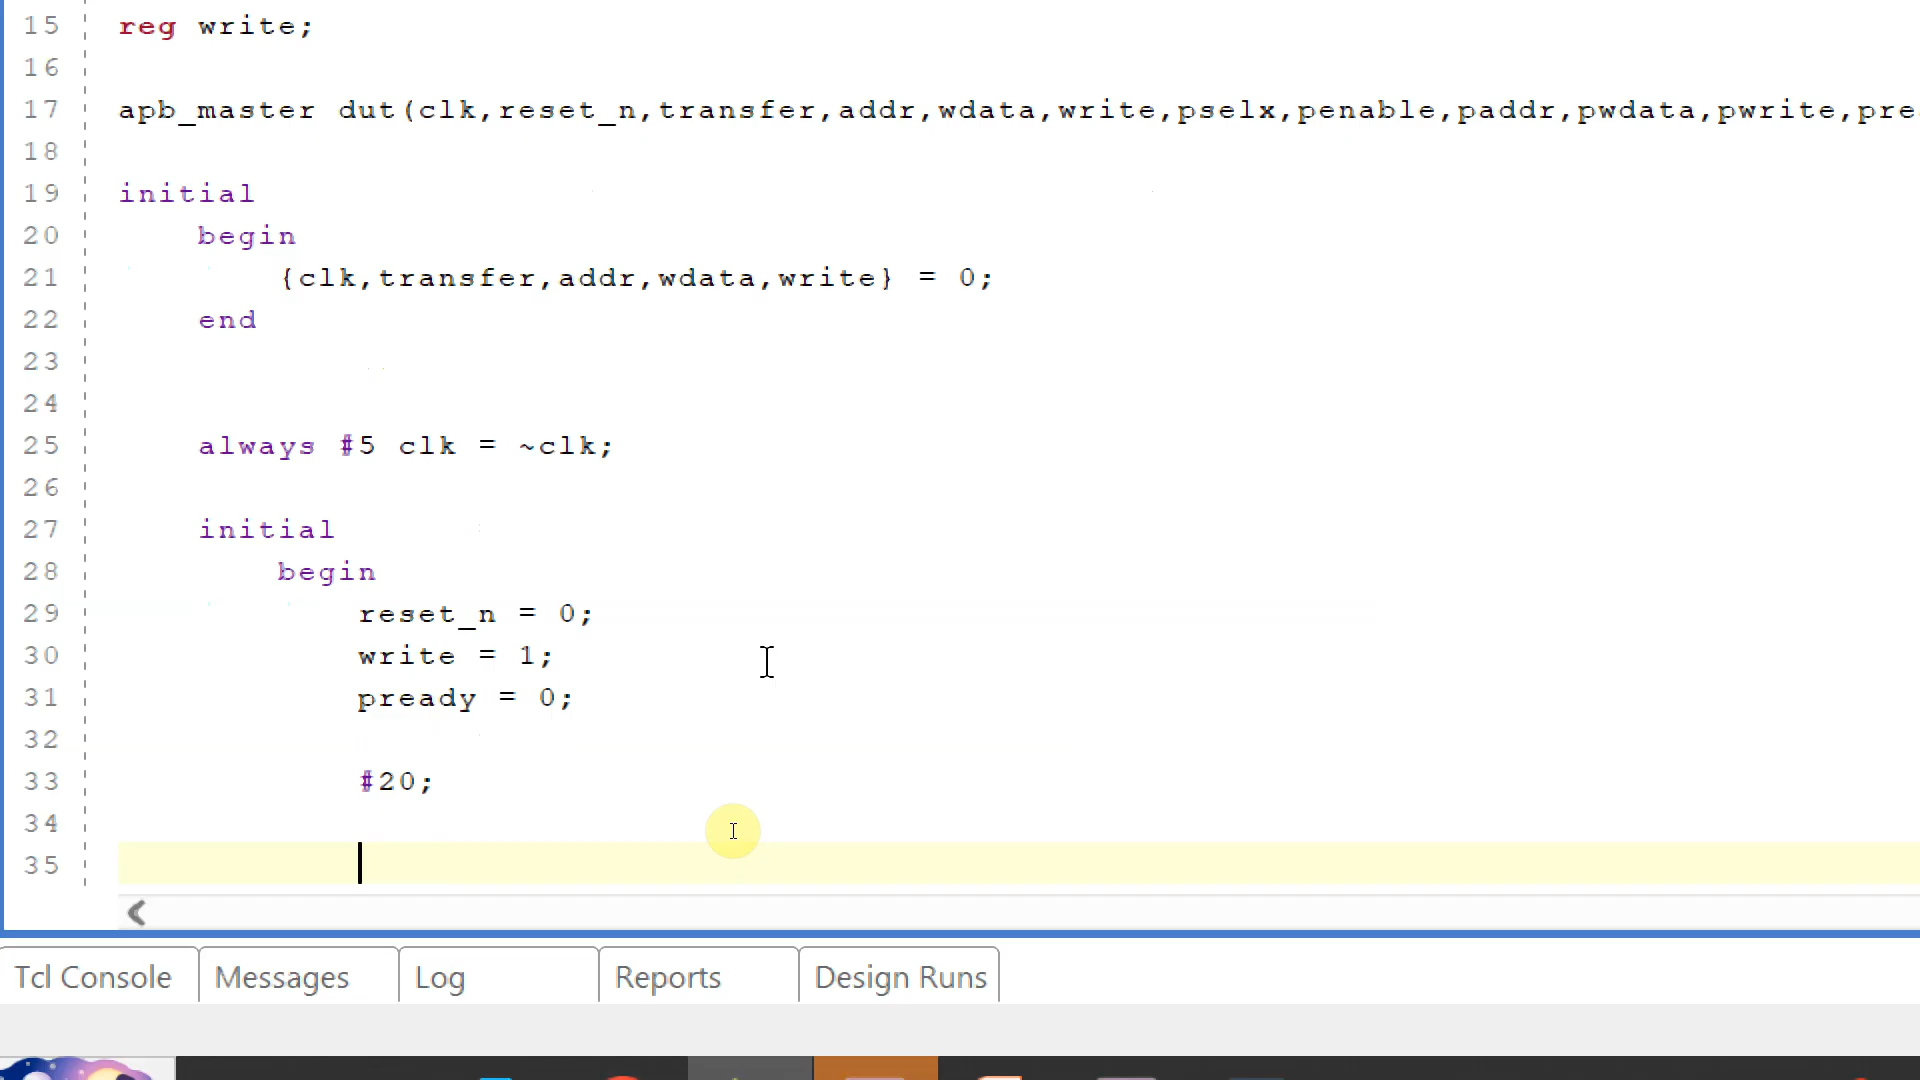 15 reg write;
16
17 apb_master dut(clk,reset_n,transfer,addr,wdata,write,pselx,penable,paddr,pwdata,pwrite,pre
18
19 initial
20 begin
21 {clk,transfer,addr,wdata,write} = 0;
22 end
23
24
25 always #5 clk = ~clk;
26
27 initial
28 begin
29 reset_n = 0;
30 write = 1;
31 pready = 0;
32
33 #20;
34
35
Tcl Console Messages Log Reports Design Runs